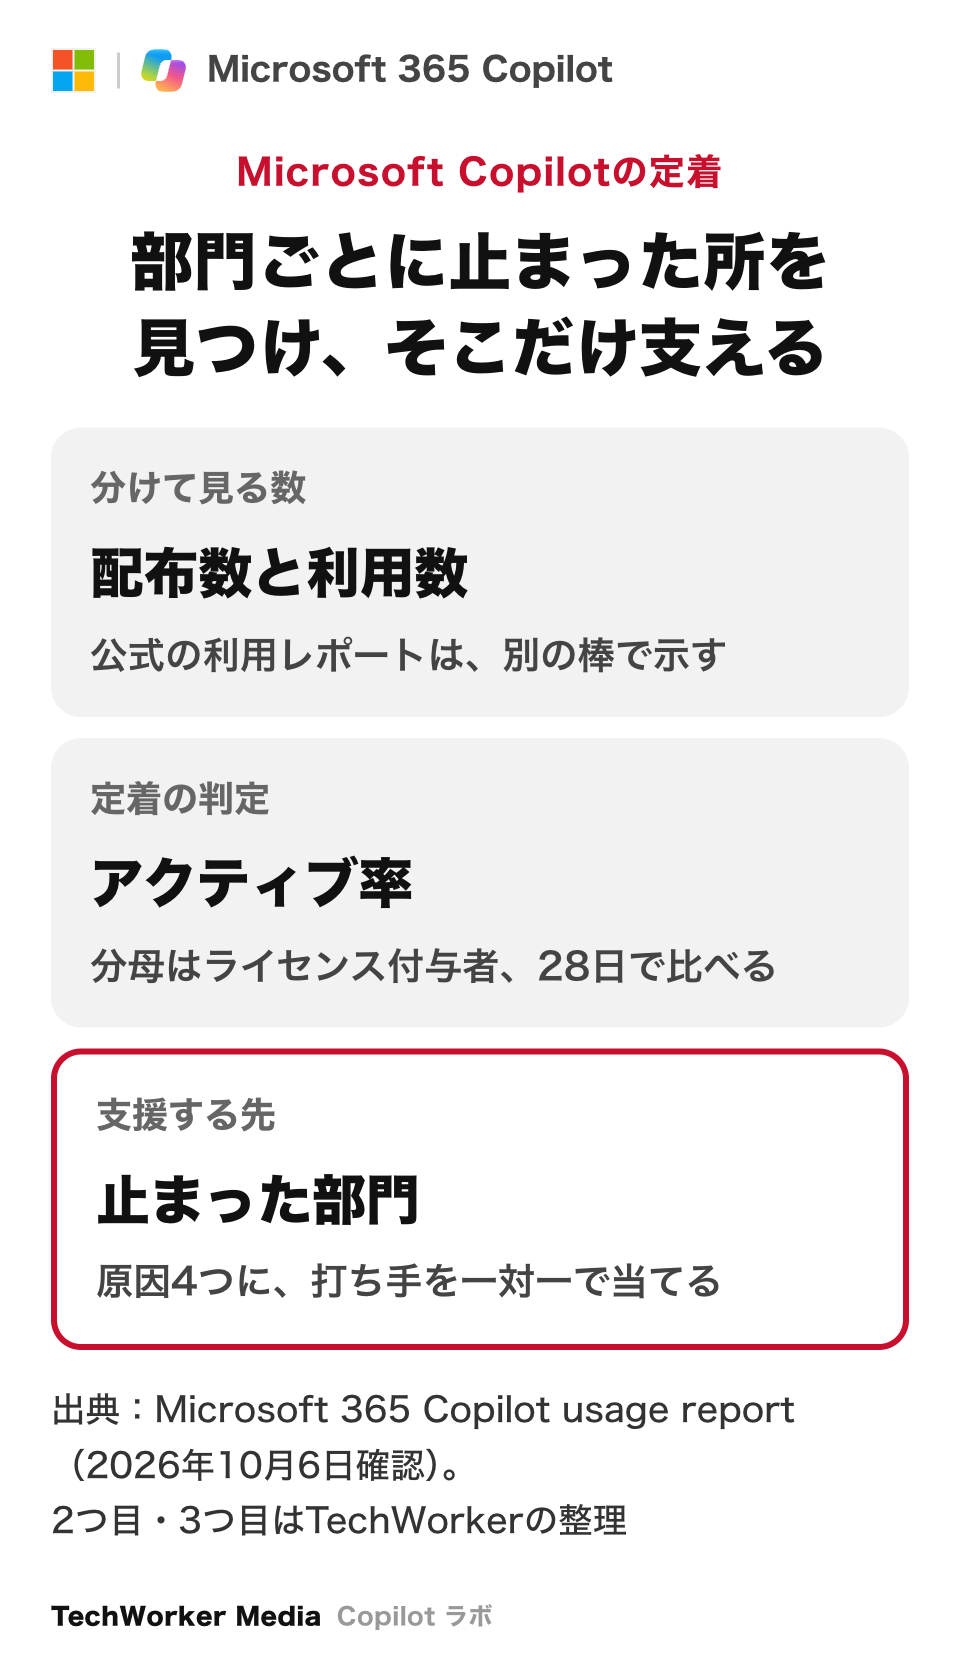 Microsoft 365 Copilot
Microsoft Copilotの定着
部門ごとに止まった所を
見つけ、そこだけ支える
分けて見る数
配布数と利用数
公式の利用レポートは、別の棒で示す
定着の判定
アクティブ率
分母はライセンス付与者、28日で比べる
支援する先
止まった部門
原因4つに、打ち手を一対一で当てる
出典：Microsoft 365 Copilot usage report
（2026年10月6日確認）。
2つ目・3つ目はTechWorkerの整理
TechWorker Media Copilot ラボ